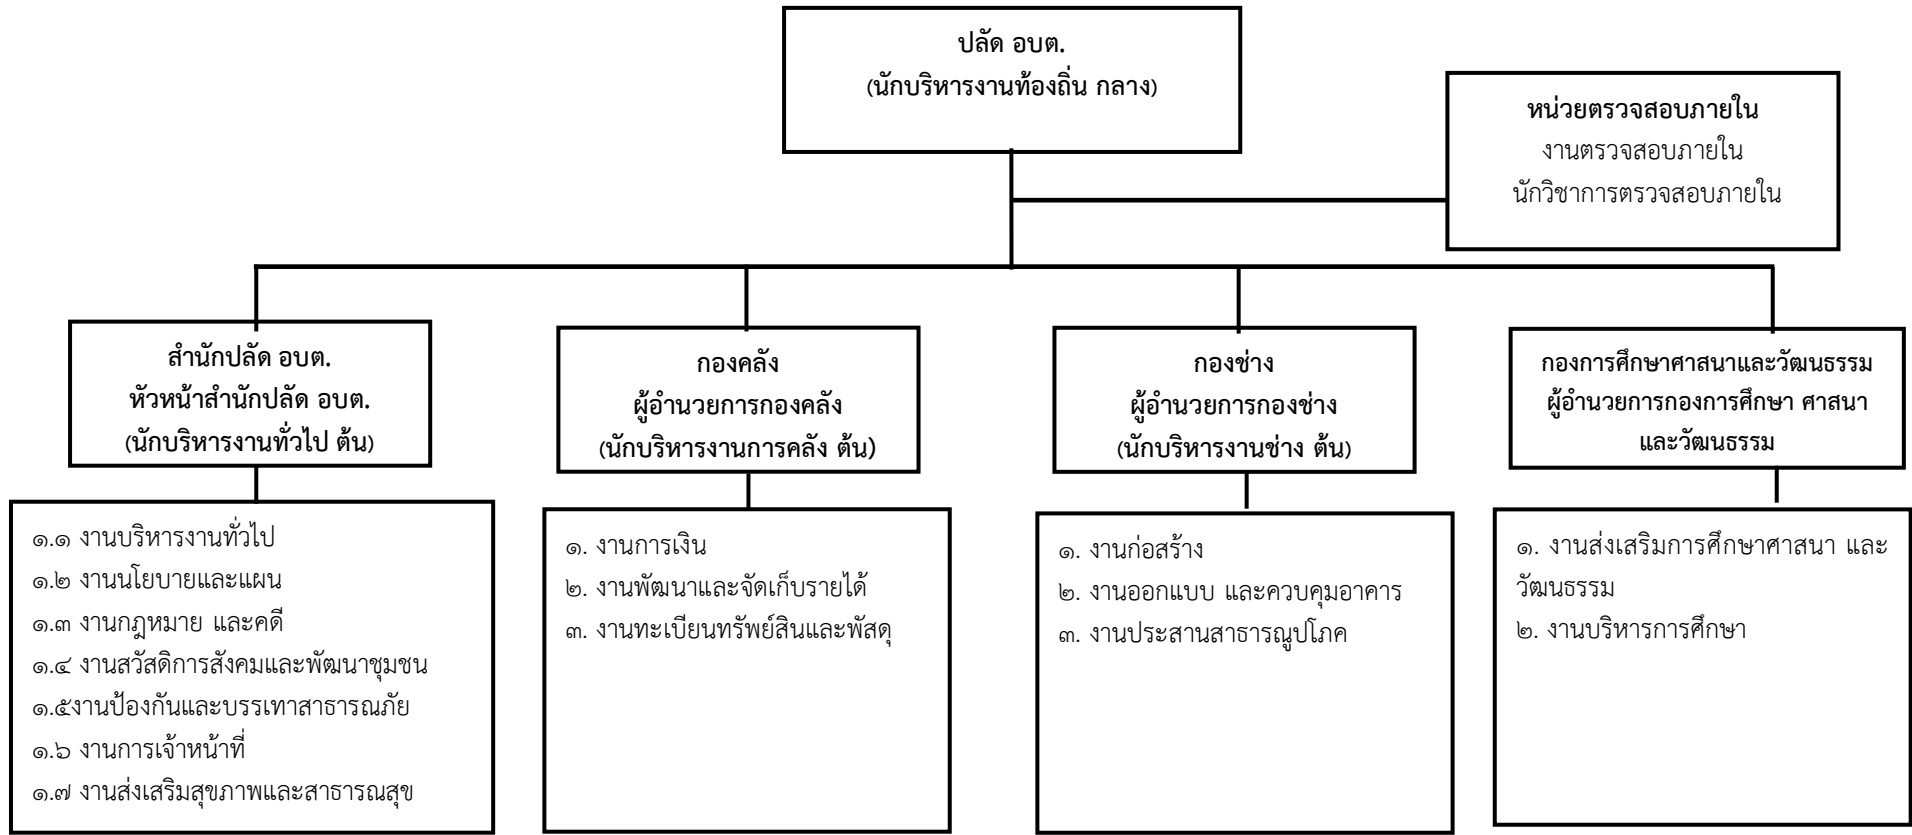 ปลัด อบต.
(นักบริหารงานท้องถิ่น กลาง)
หน่วยตรวจสอบภายใน
งานตรวจสอบภายใน
นักวิชาการตรวจสอบภายใน
สำนักปลัด อบต.
หัวหน้าสำนักปลัด อบต.
(นักบริหารงานทั่วไป ต้น)
กองคลัง
ผู้อำนวยการกองคลัง
(นักบริหารงานการคลัง ต้น)
กองช่าง
ผู้อำนวยการกองช่าง
(นักบริหารงานช่าง ต้น)
กองการศึกษาศาสนาและวัฒนธรรม
ผู้อำนวยการกองการศึกษา ศาสนา
และวัฒนธรรม
๑.๑ งานบริหารงานทั่วไป
๑.๒ งานนโยบายและแผน
๑.๓ งานกฎหมาย และคดี
๑.๔ งานสวัสดิการสังคมและพัฒนาชุมชน
๑.๕งานป้องกันและบรรเทาสาธารณภัย
๑.๖ งานการเจ้าหน้าที่
๑.๗ งานส่งเสริมสุขภาพและสาธารณสุข
๑. งานการเงิน
๒. งานพัฒนาและจัดเก็บรายได้
๓. งานทะเบียนทรัพย์สินและพัสดุ
๑. งานก่อสร้าง
๒. งานออกแบบ และควบคุมอาคาร
๓. งานประสานสาธารณูปโภค
๑. งานส่งเสริมการศึกษาศาสนา และ
วัฒนธรรม
๒. งานบริหารการศึกษา